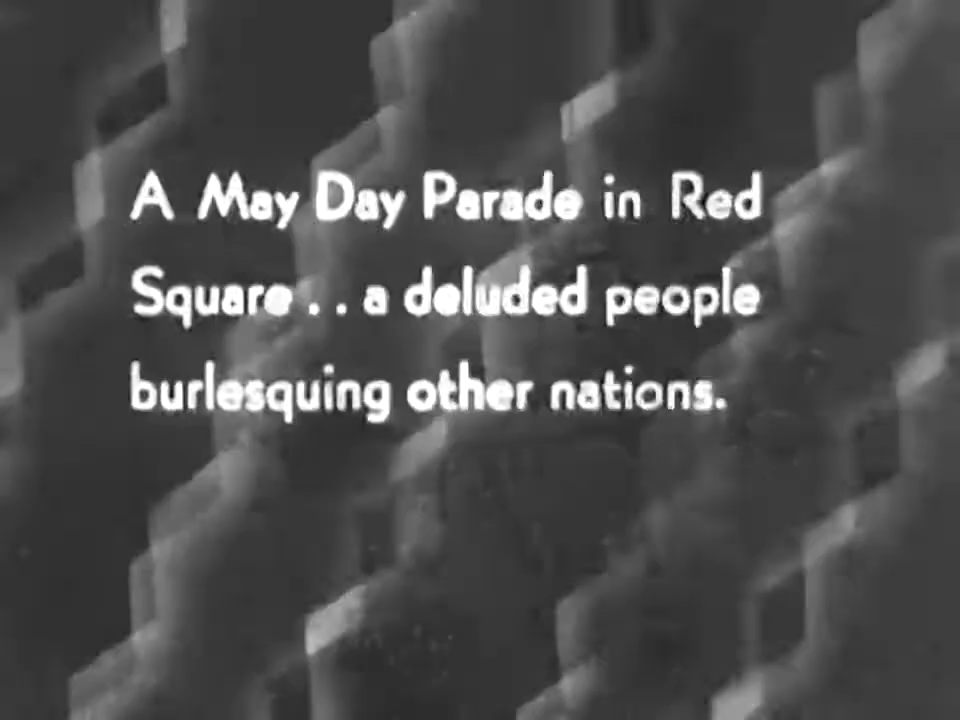 A May Day Parade in Red
Square . . a deluded people
burlesquing other nations.